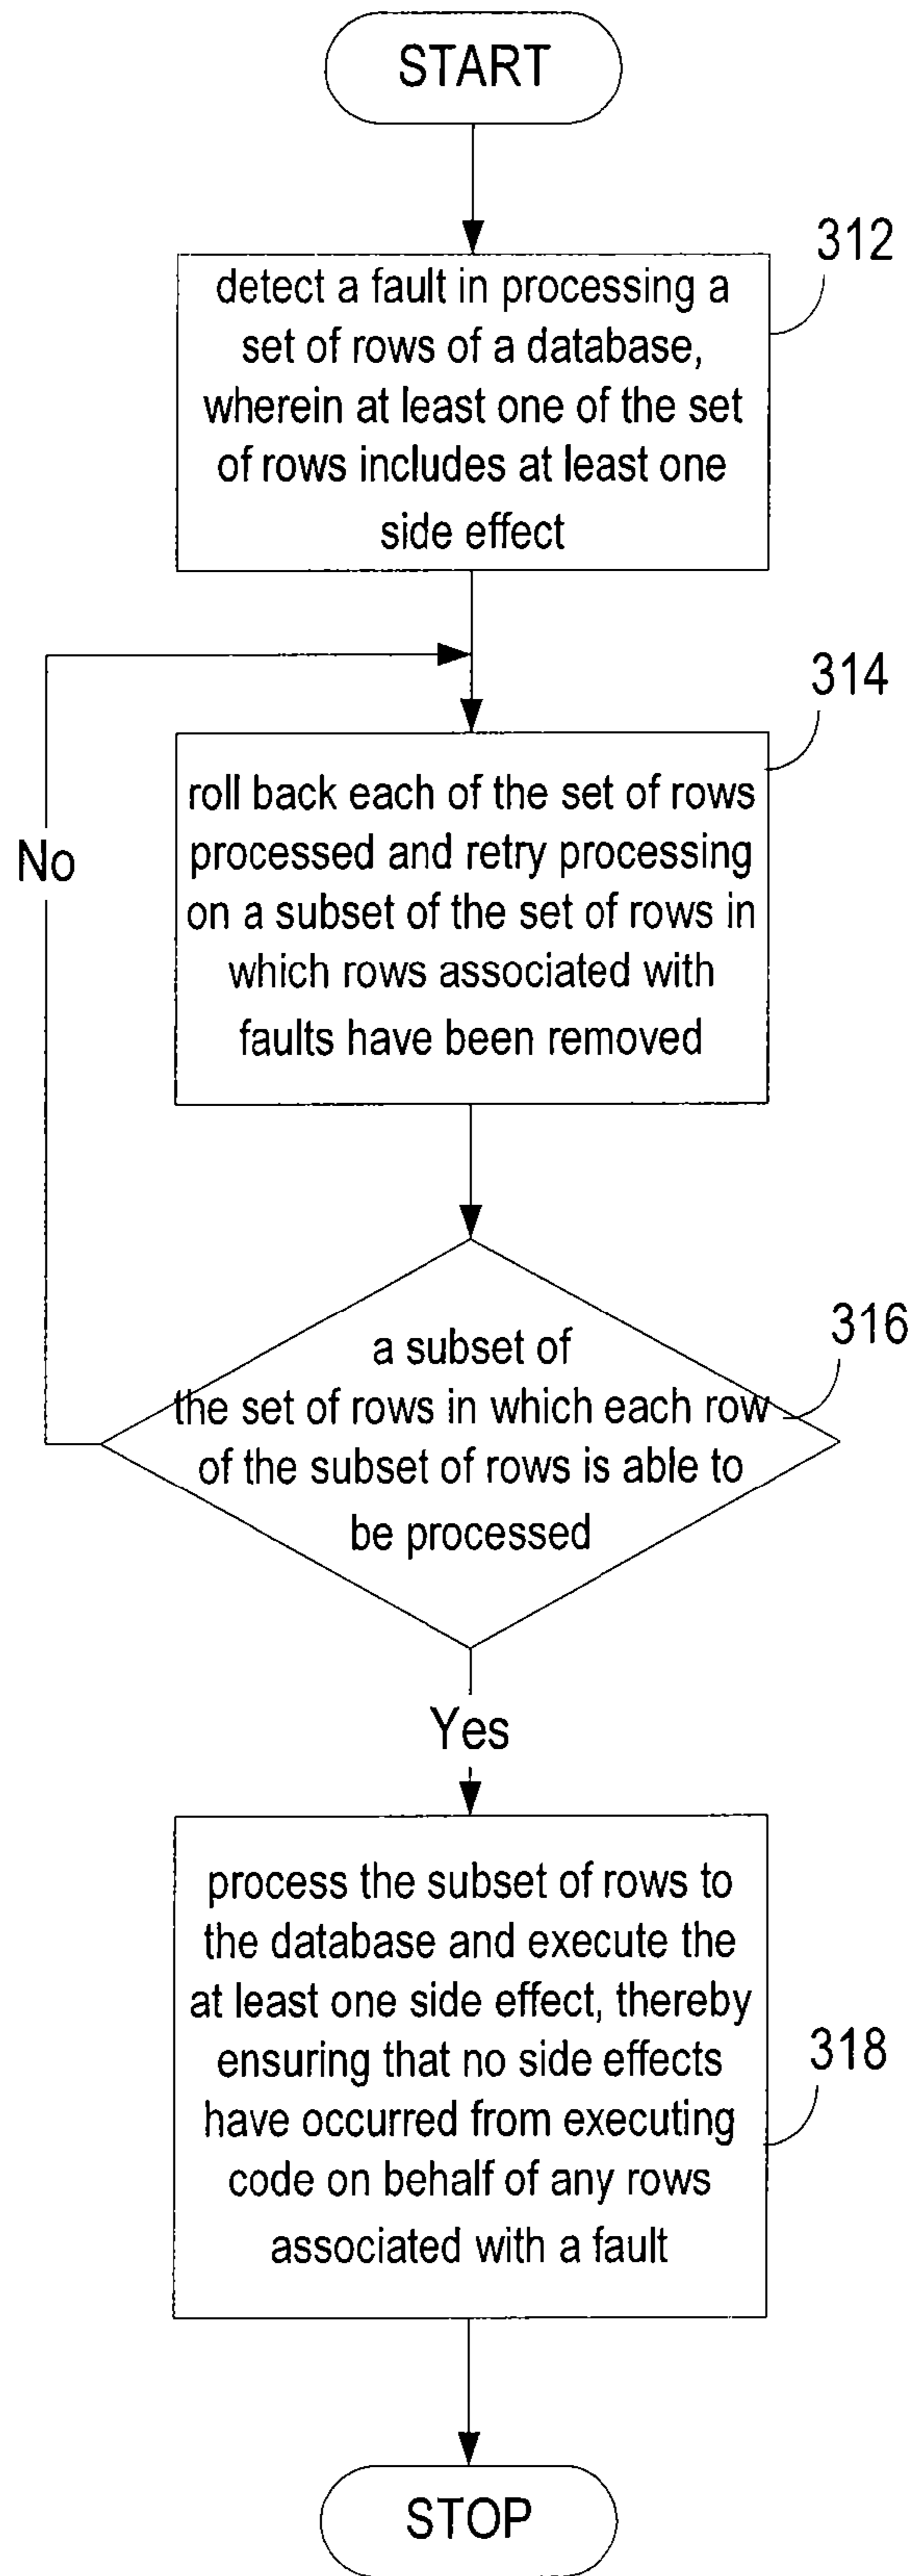 START
312
detect a fault in processing a
set of rows of a database,
wherein at least one of the set
of rows includes at least one
side effect
314
roll back each of the set of rows
processed and retry processing
on a subset of the set of rows in
which rows associated with
faults have been removed
No
316
a subset of
the set of rows in which each row
of the subset of rows is able to
be processed
Yes
process the subset of rows to
the database and execute the
at least one side effect, thereby
ensuring that no side effects
have occurred from executing
code on behalf of any rows
associated with a fault
318
STOP